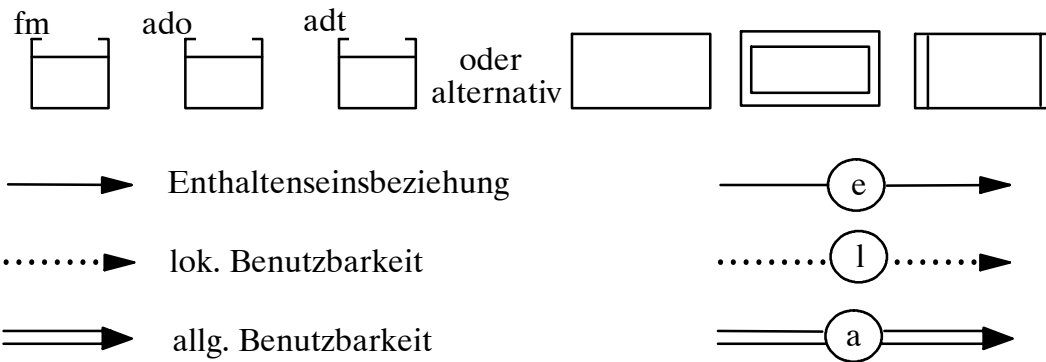 fm ado adt
oder
alternativ
Enthaltenseinsbeziehung e
lok. Benutzbarkeit l
allg. Benutzbarkeit a